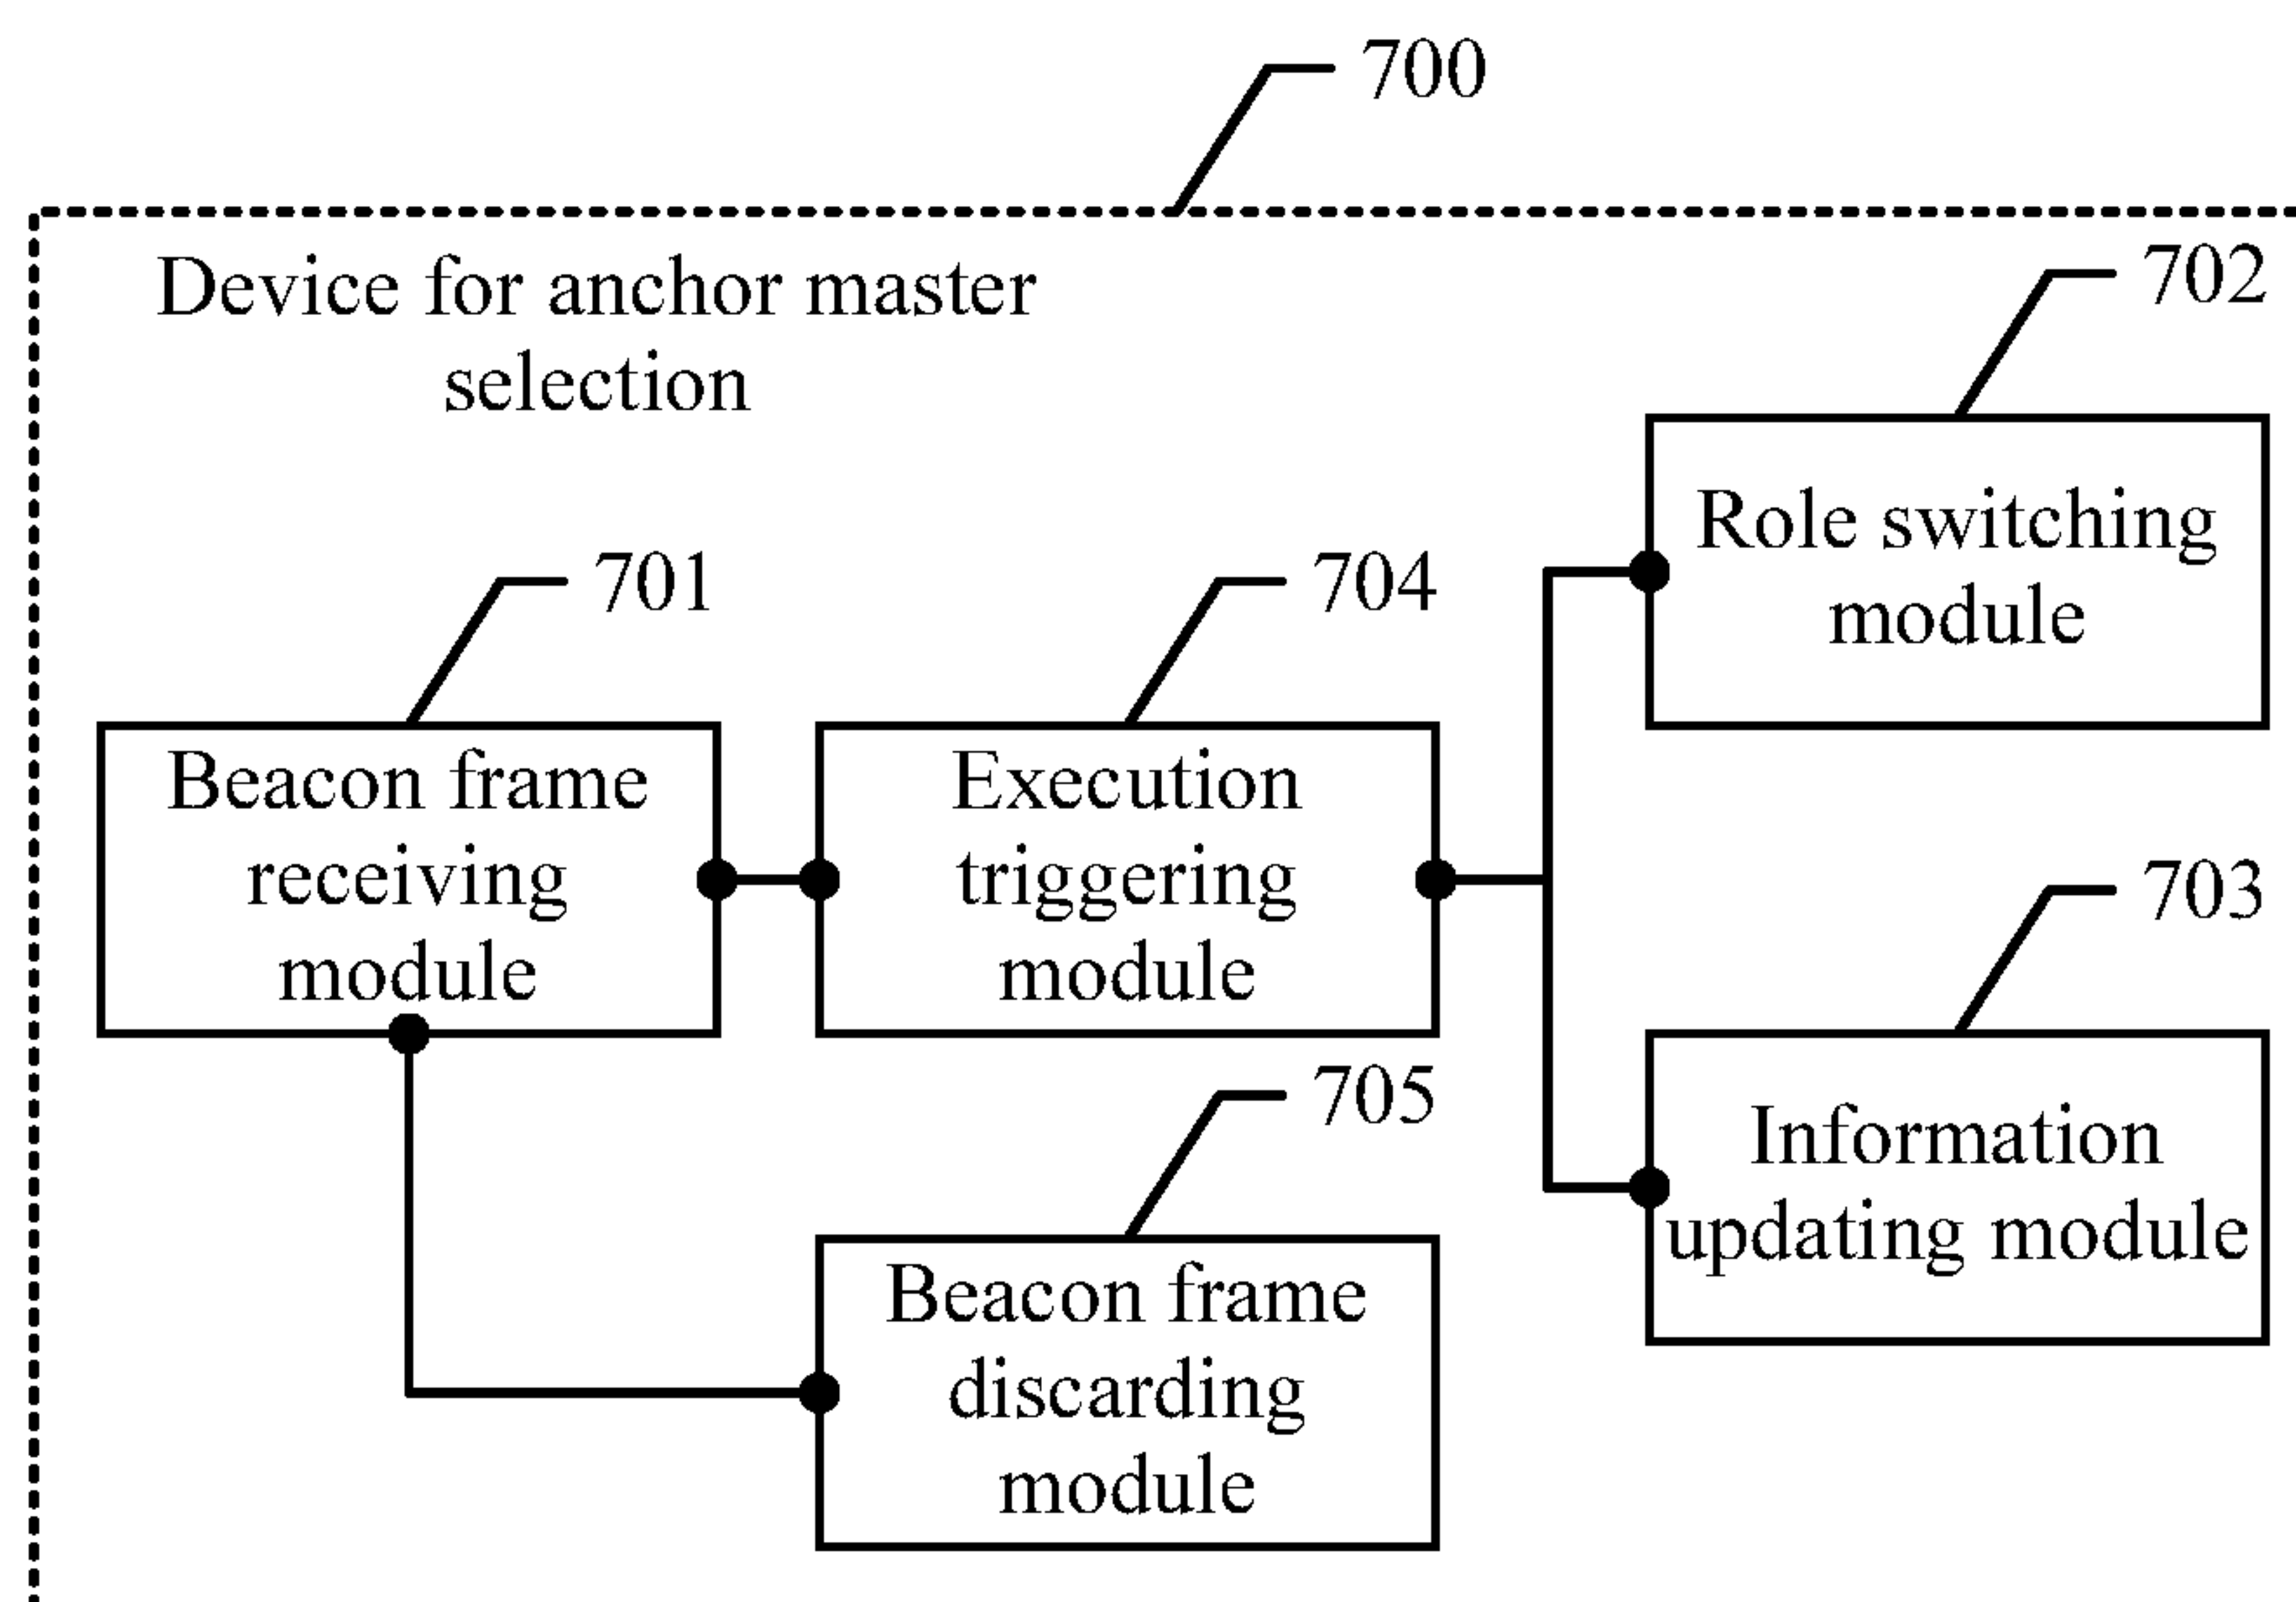 700
Device for anchor master
selection
702
Role switching
module
701
704
Beacon frame
receiving
module
Execution
triggering
module
703
Information
updating module
705
Beacon frame
discarding
module